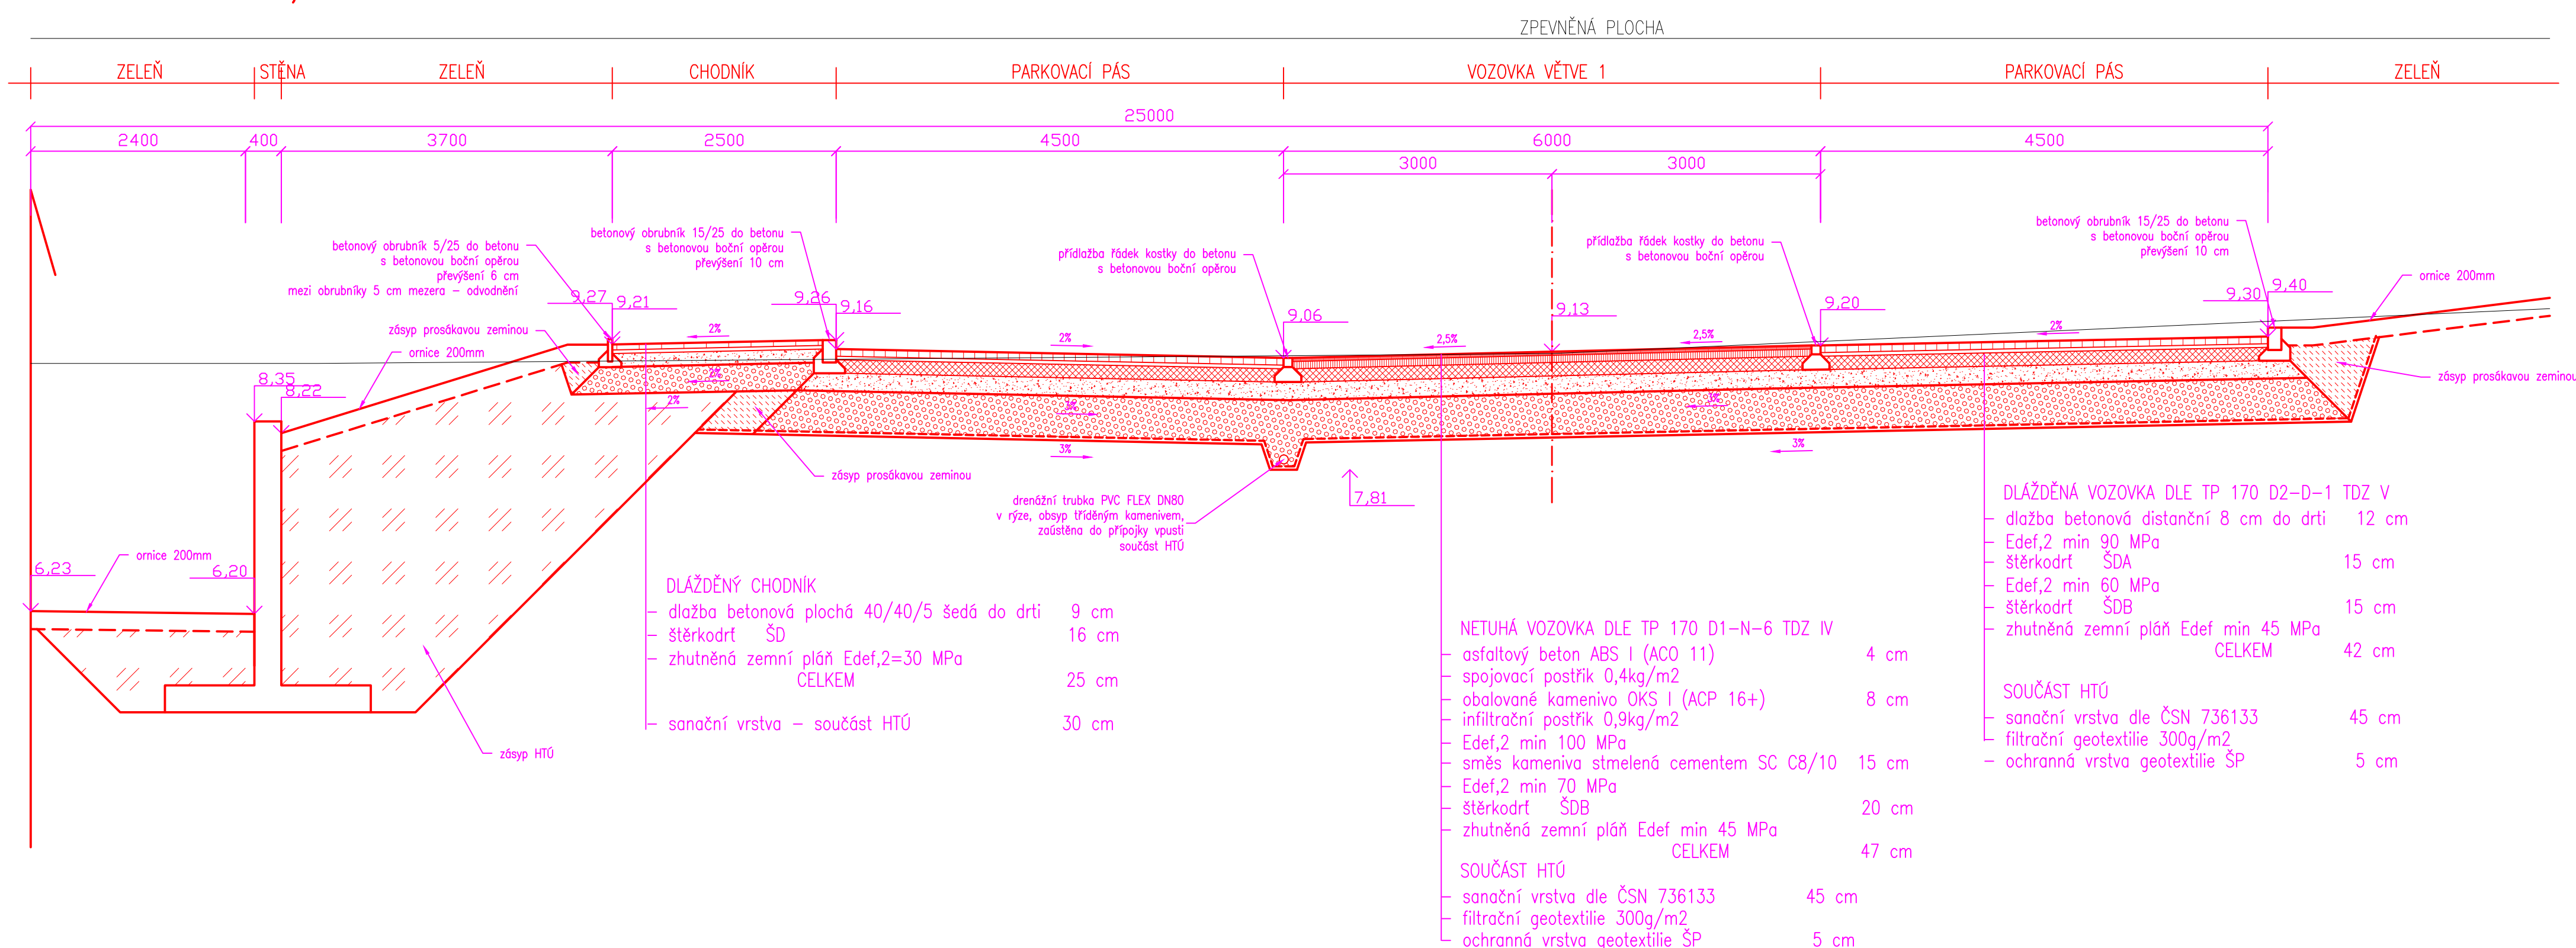 ZPEVNĚNÁ PLOCHA
ZELEŇ STĚNA ZELEŇ CHODNÍK PARKOVACÍ PÁS VOZOVKA VĚTVE 1 PARKOVACÍ PÁS ZELEŇ
25000
2400 400 3700 2500 4500 6000 4500
3000 3000
betonový obrubník 5/25 do betonu
s betonovou boční opěrou
převýšení 6 cm
mezi obrubníky 5 cm mezera – odvodnění
betonový obrubník 15/25 do betonu
s betonovou boční opěrou
převýšení 10 cm
přídlažba řádek kostky do betonu
s betonovou boční opěrou
přídlažba řádek kostky do betonu
s betonovou boční opěrou
betonový obrubník 15/25 do betonu
s betonovou boční opěrou
převýšení 10 cm
ornice 200mm
9,27 9,21 9,26 9,16 9,06 9,13 9,20 9,30 9,40
zásyp prosákavou zeminou
ornice 200mm
2% 2% 2,5% 2,5% 2%
8,35
8,22
2%
2% 3% 3%
zásyp prosákavou zeminou
3% 3%
zásyp prosákavou zeminou
drenážní trubka PVC FLEX DN80
v rýze, obsyp tříděným kamenivem,
zaústěna do přípojky vpusti
součást HTÚ
7,81
ornice 200mm
6,23 6,20
zásyp HTÚ
DLÁŽDĚNÝ CHODNÍK
dlažba betonová plochá 40/40/5 šedá do drti 9 cm
štěrkodrť ŠD 16 cm
zhutněná zemní pláň Edef,2=30 MPa
CELKEM 25 cm
sanační vrstva – součást HTÚ 30 cm
NETUHÁ VOZOVKA DLE TP 170 D1–N–6 TDZ IV
asfaltový beton ABS I (ACO 11) 4 cm
spojovací postřik 0,4kg/m2
obalované kamenivo OKS I (ACP 16+) 8 cm
infiltrační postřik 0,9kg/m2
Edef,2 min 100 MPa
směs kameniva stmelená cementem SC C8/10 15 cm
Edef,2 min 70 MPa
štěrkodrť ŠDB 20 cm
zhutněná zemní pláň Edef min 45 MPa
CELKEM 47 cm
SOUČÁST HTÚ
sanační vrstva dle ČSN 736133 45 cm
filtrační geotextilie 300g/m2
ochranná vrstva geotextilie ŠP 5 cm
DLÁŽDĚNÁ VOZOVKA DLE TP 170 D2–D–1 TDZ V
dlažba betonová distanční 8 cm do drti 12 cm
Edef,2 min 90 MPa
štěrkodrť ŠDA 15 cm
Edef,2 min 60 MPa
štěrkodrť ŠDB 15 cm
zhutněná zemní pláň Edef min 45 MPa
CELKEM 42 cm
SOUČÁST HTÚ
sanační vrstva dle ČSN 736133 45 cm
filtrační geotextilie 300g/m2
– ochranná vrstva geotextilie ŠP 5 cm